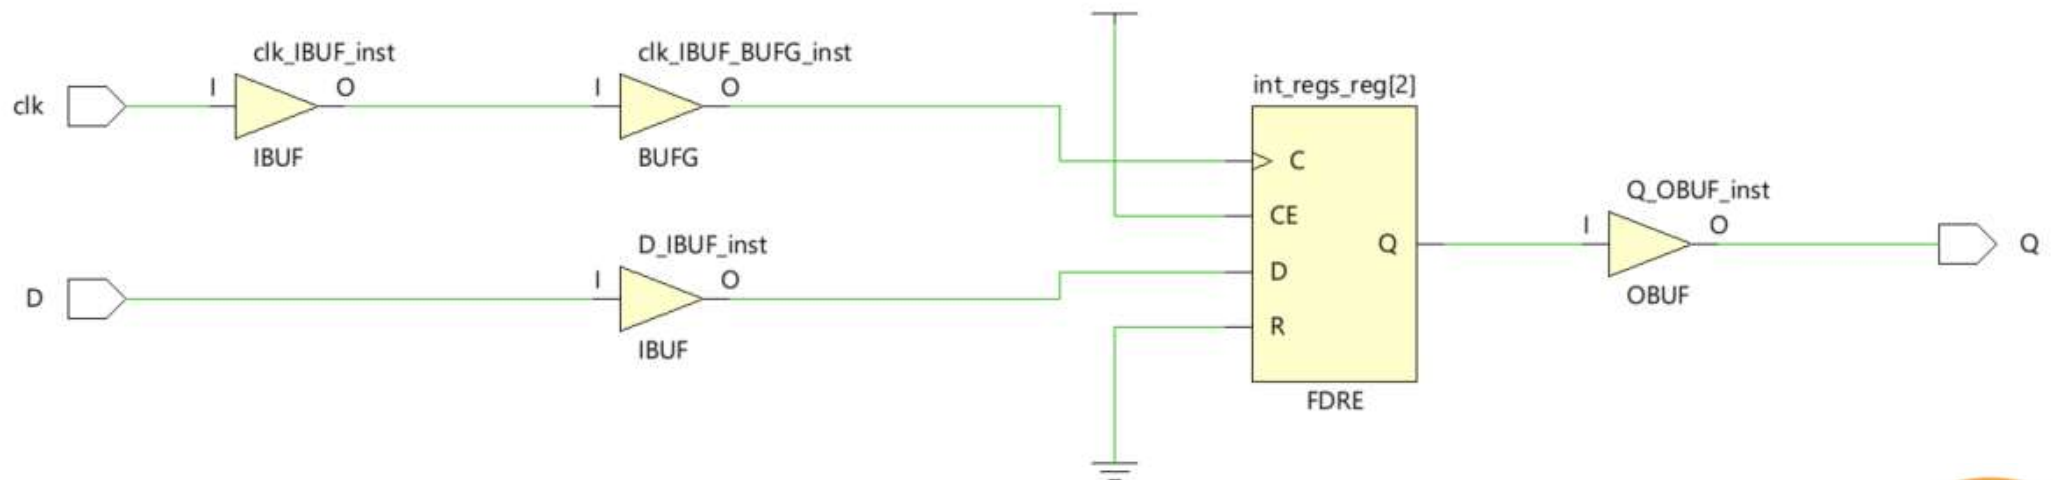 clk
clk_IBUF_inst
I
O
IBUF
clk_IBUF_BUFG_inst
I
O
BUFG
D
D_IBUF_inst
I
O
IBUF
int_regs_reg[2]
C
CE
D
R
Q
FDRE
Q_OBUF_inst
I
O
OBUF
Q